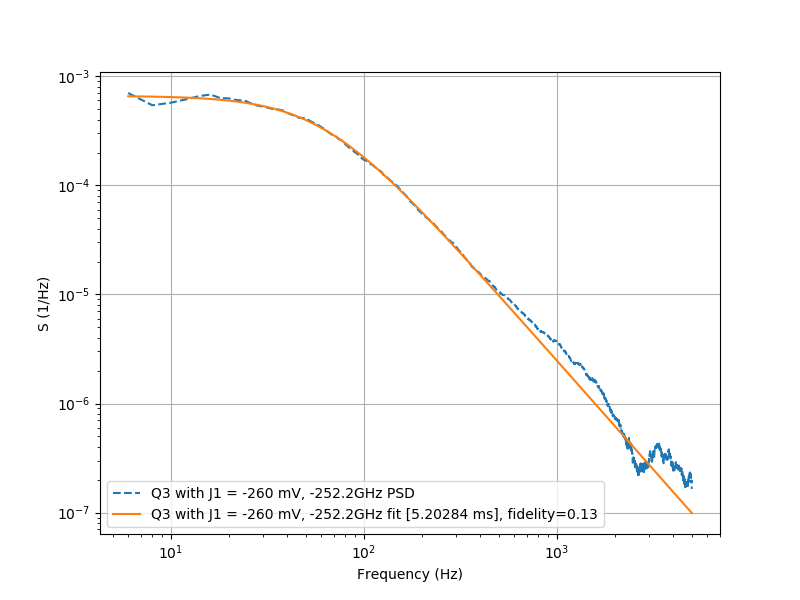 10⁻³
10⁻⁴
10⁻⁵
10⁻⁶
10⁻⁷
S (1/Hz)
Q3 with J1 = -260 mV, -252.2GHz PSD
Q3 with J1 = -260 mV, -252.2GHz fit [5.20284 ms], fidelity=0.13
10¹ 10² 10³
Frequency (Hz)